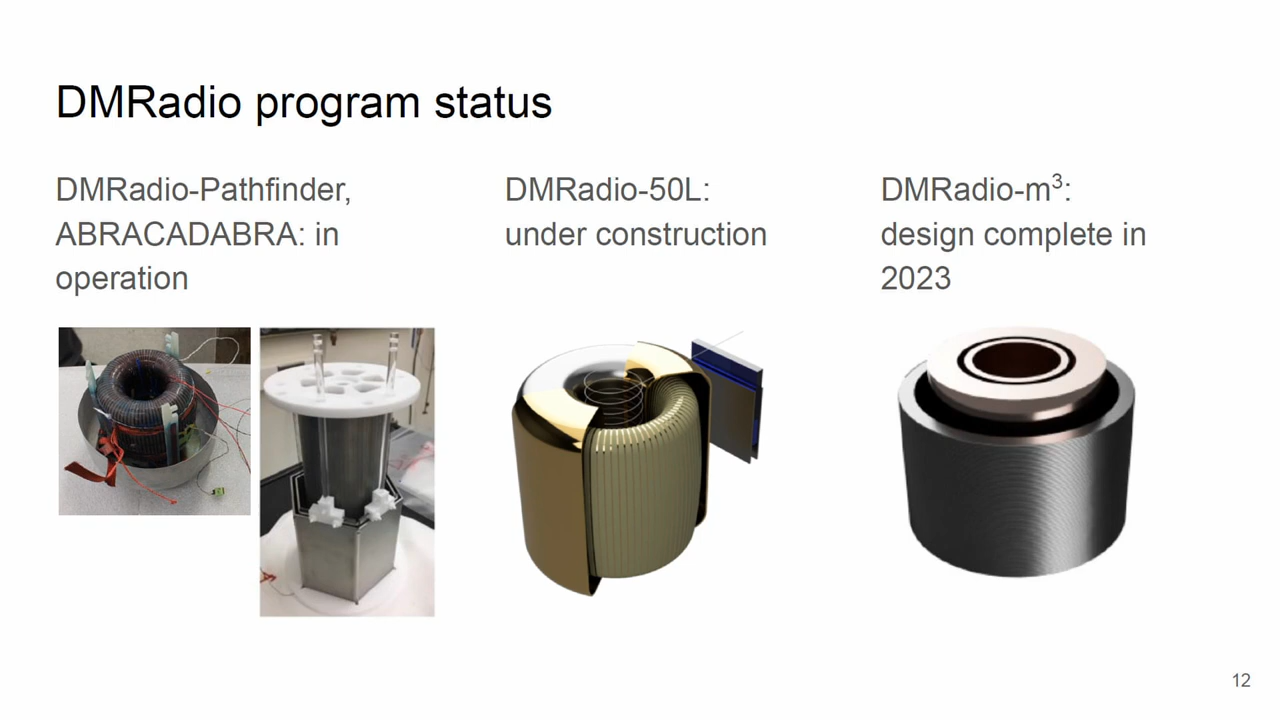 DMRadio program status
DMRadio-Pathfinder,
ABRACADABRA: in
operation
DMRadio-50L:
under construction
DMRadio-m³:
design complete in
2023
12